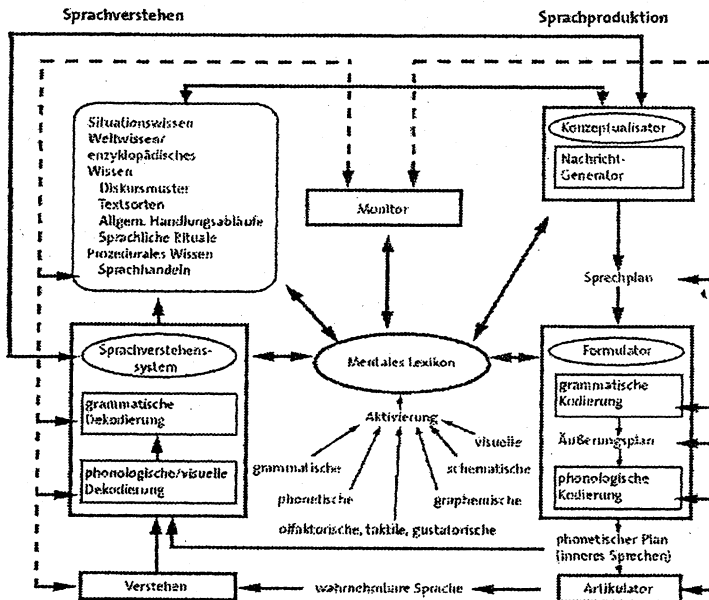 Sprachverstehen
Sprachproduktion
Situationswissen
Weltwissen/
enzyklopädisches
Wissen
Diskursmuster
Textsorten
Allgem. Handlungsabläufe
Sprachliche Rituale
Prozedurales Wissen
Sprachhandeln
Monitor
Konzeptualisator
Nachricht-
Generator
Sprechplan
Sprachverstehens-
system
grammatische
Dekodierung
phonologische/visuelle
Dekodierung
Mentales Lexikon
Aktivierung
visuelle
grammatische
schematische
phonetische
graphemische
olfaktorische, taktile, gustatorische
Formulator
grammatische
Kodierung
Äußerungsplan
phonologische
Kodierung
phonetischer Plan
(inneres Sprechen)
Verstehen
wahrnehmbare Sprache
Artikulator